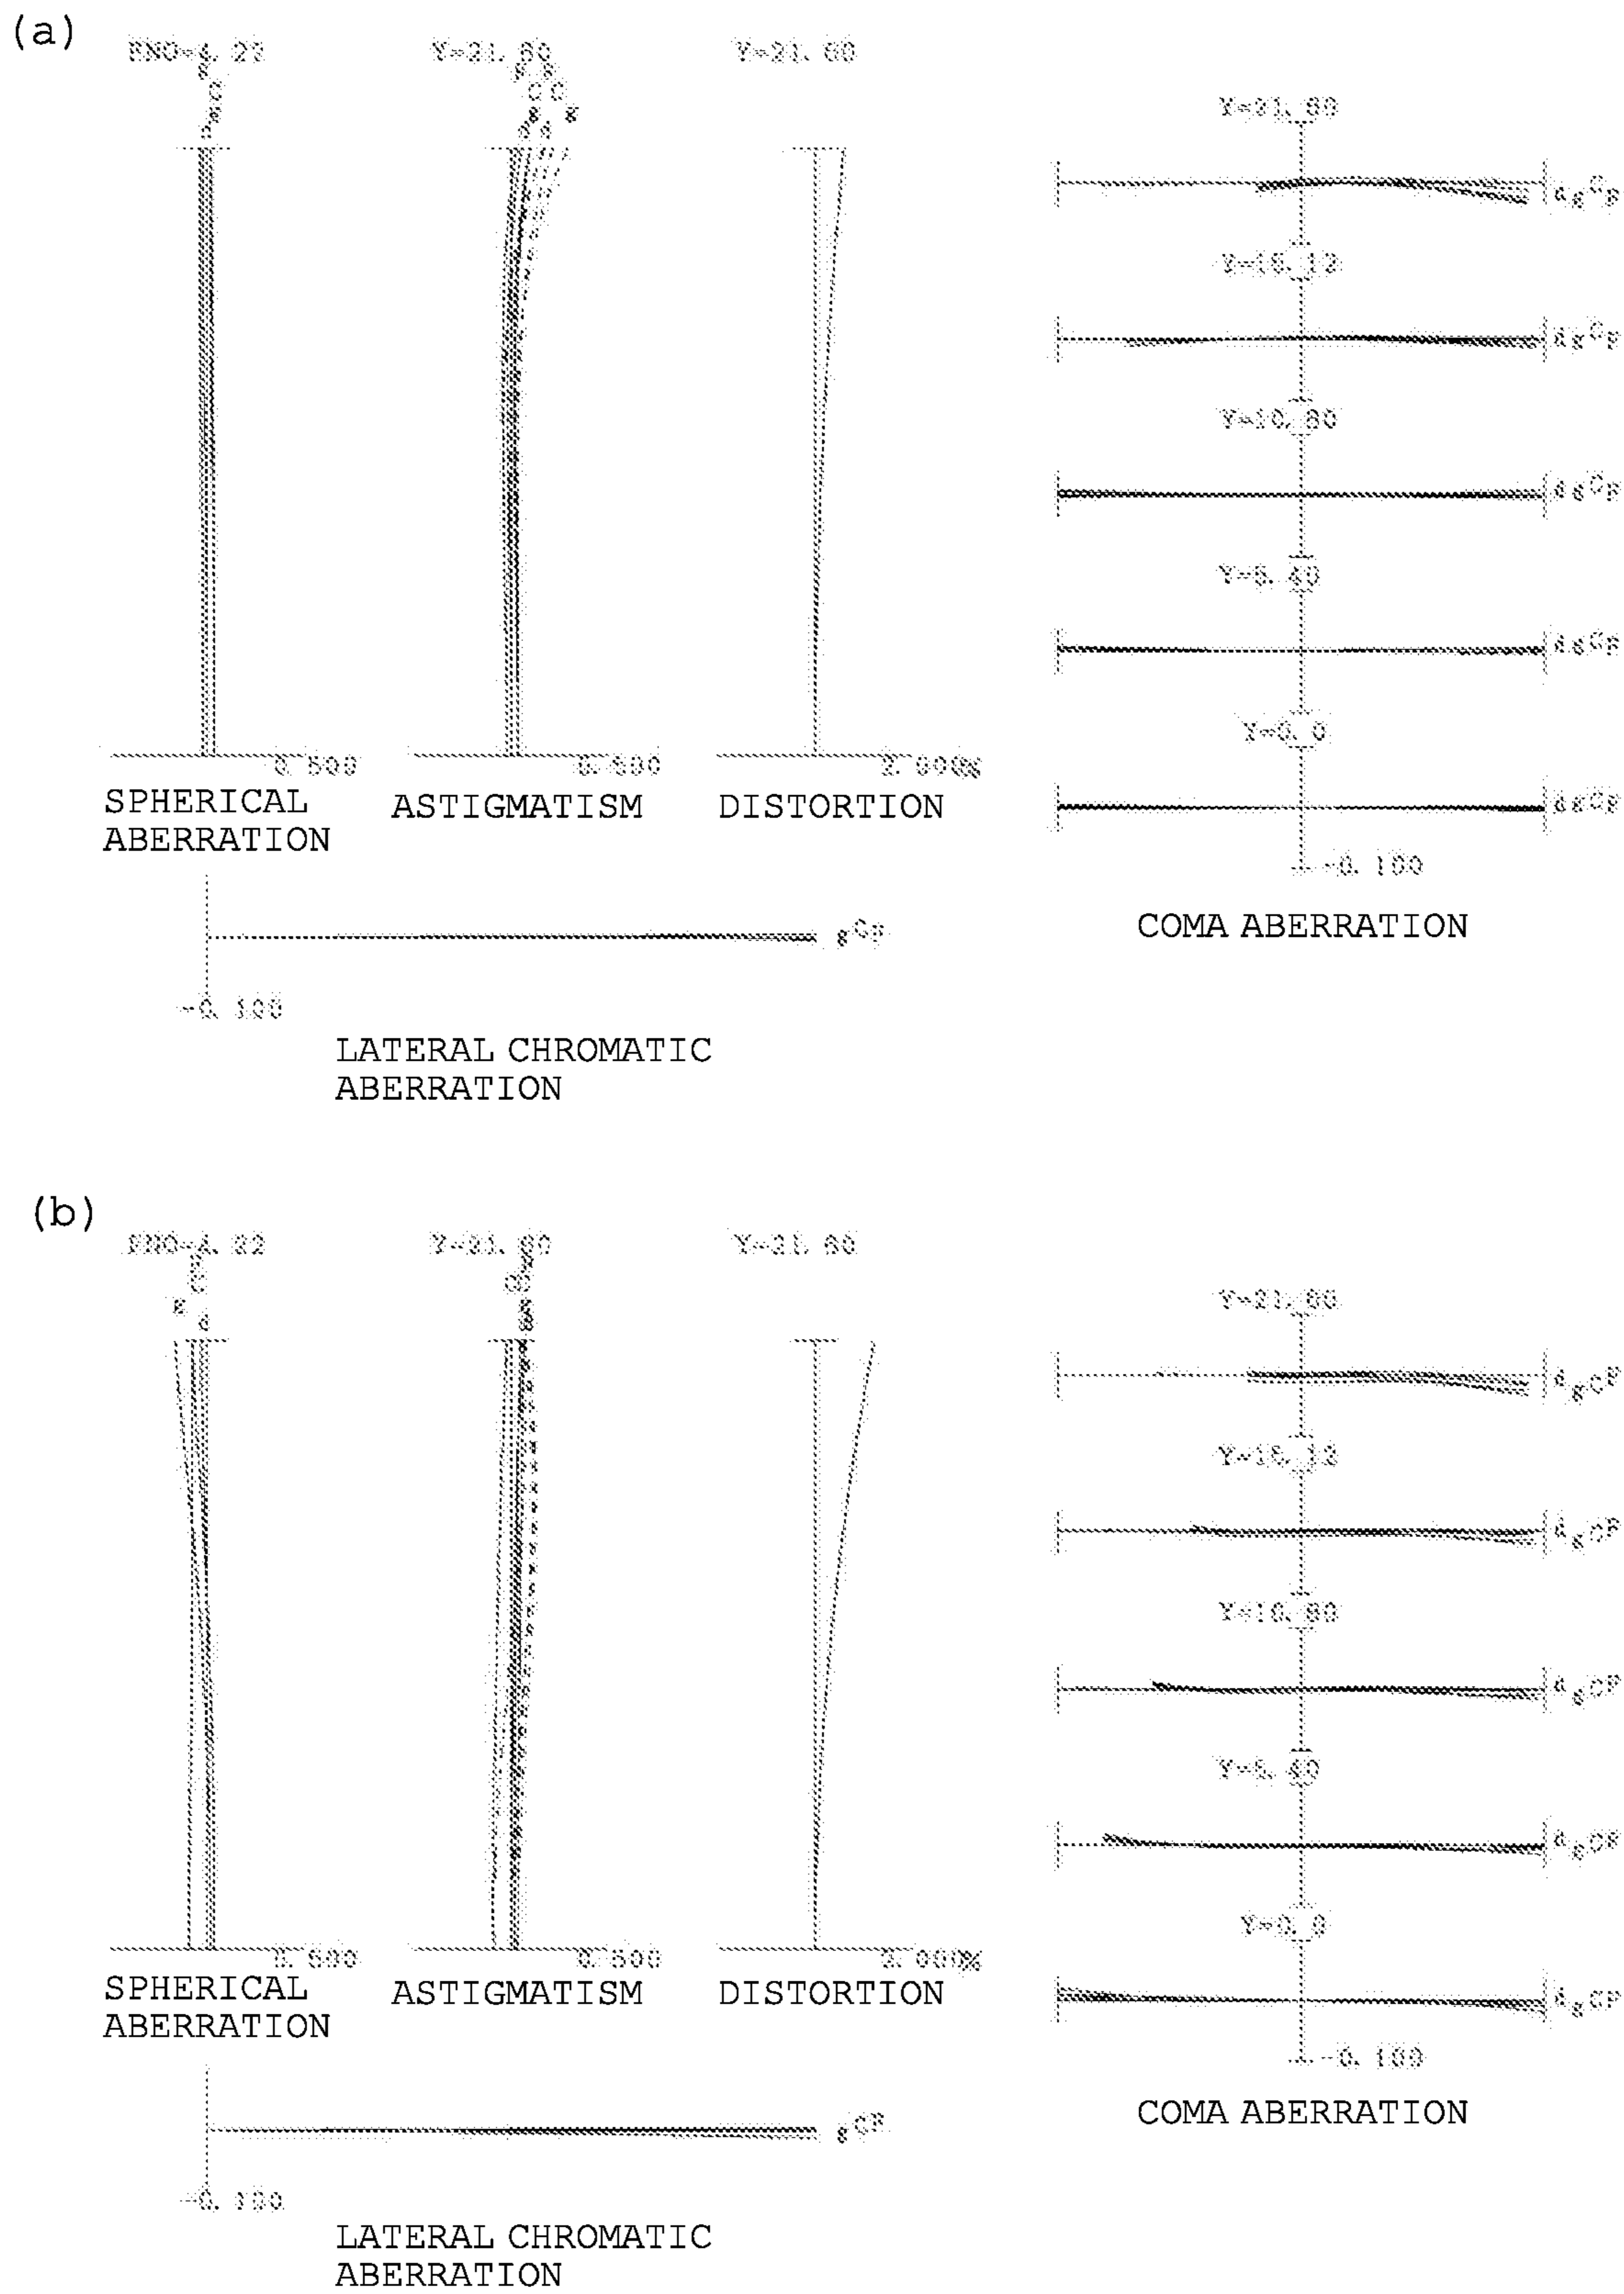 (a)
FNO=4.22
Y=21.60
Y=21.60
Y=21.60
Y=15.12
Y=10.80
Y=5.40
Y=0.0
0.500
0.500
2.000%
SPHERICAL
ABERRATION
ASTIGMATISM
DISTORTION
-0.100
COMA ABERRATION
-0.100
LATERAL CHROMATIC
ABERRATION
(b)
FNO=4.22
Y=21.60
Y=21.60
Y=21.60
Y=15.12
Y=10.80
Y=5.40
Y=0.0
0.500
0.500
2.000%
SPHERICAL
ABERRATION
ASTIGMATISM
DISTORTION
-0.100
COMA ABERRATION
-0.100
LATERAL CHROMATIC
ABERRATION